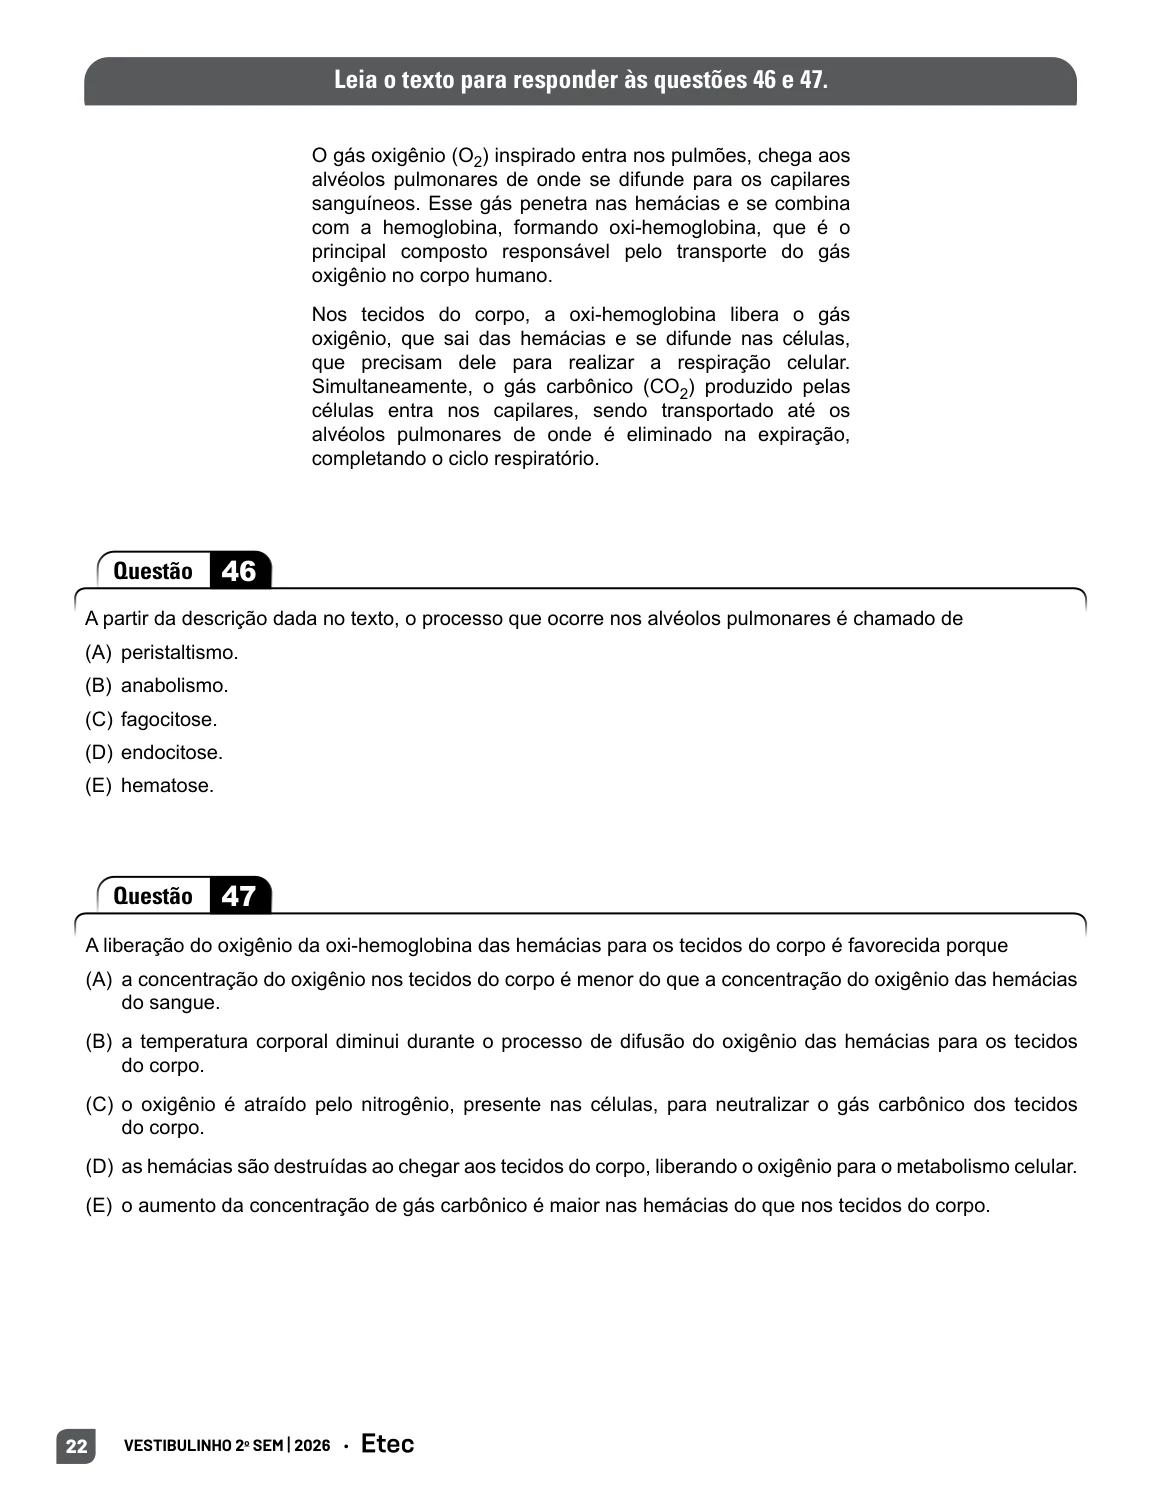 Leia o texto para responder às questões 46 e 47.
O gás oxigênio (O₂) inspirado entra nos pulmões, chega aos
alvéolos pulmonares de onde se difunde para os capilares
sanguíneos. Esse gás penetra nas hemácias e se combina
com a hemoglobina, formando oxi-hemoglobina, que é o
principal composto responsável pelo transporte do gás
oxigênio no corpo humano.
Nos tecidos do corpo, a oxi-hemoglobina libera o gás
oxigênio, que sai das hemácias e se difunde nas células,
que precisam dele para realizar a respiração celular.
Simultaneamente, o gás carbônico (CO₂) produzido pelas
células entra nos capilares, sendo transportado até os
alvéolos pulmonares de onde é eliminado na expiração,
completando o ciclo respiratório.
Questão 46
A partir da descrição dada no texto, o processo que ocorre nos alvéolos pulmonares é chamado de
(A) peristaltismo.
(B) anabolismo.
(C) fagocitose.
(D) endocitose.
(E) hematose.
Questão 47
A liberação do oxigênio da oxi-hemoglobina das hemácias para os tecidos do corpo é favorecida porque
(A) a concentração do oxigênio nos tecidos do corpo é menor do que a concentração do oxigênio das hemácias
do sangue.
(B) a temperatura corporal diminui durante o processo de difusão do oxigênio das hemácias para os tecidos
do corpo.
(C) o oxigênio é atraído pelo nitrogênio, presente nas células, para neutralizar o gás carbônico dos tecidos
do corpo.
(D) as hemácias são destruídas ao chegar aos tecidos do corpo, liberando o oxigênio para o metabolismo celular.
(E) o aumento da concentração de gás carbônico é maior nas hemácias do que nos tecidos do corpo.
22 VESTIBULINHO 2º SEM | 2026 • Etec